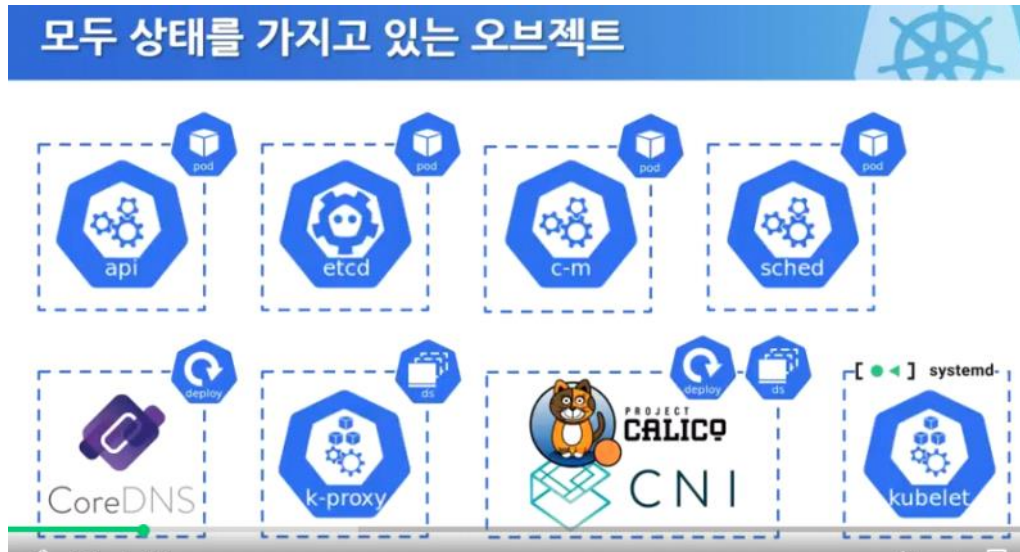 모두 상태를 가지고 있는 오브젝트
pod
pod
pod
pod
api
etcd
c-m
sched
deploy
ds
deploy
ds
[ ● ◀ ] systemd
PROJECT
CALICO
CoreDNS
k-proxy
CNI
kubelet